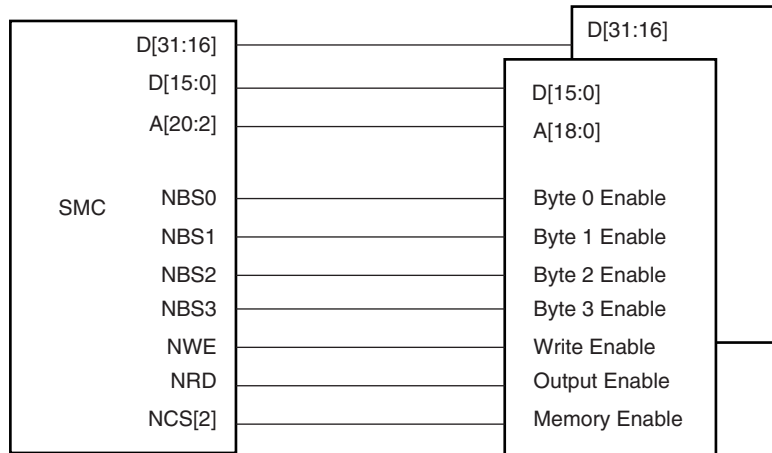 D[31:16] D[31:16]
D[15:0] D[15:0]
A[20:2] A[18:0]
SMC
NBS0 Byte 0 Enable
NBS1 Byte 1 Enable
NBS2 Byte 2 Enable
NBS3 Byte 3 Enable
NWE Write Enable
NRD Output Enable
NCS[2] Memory Enable